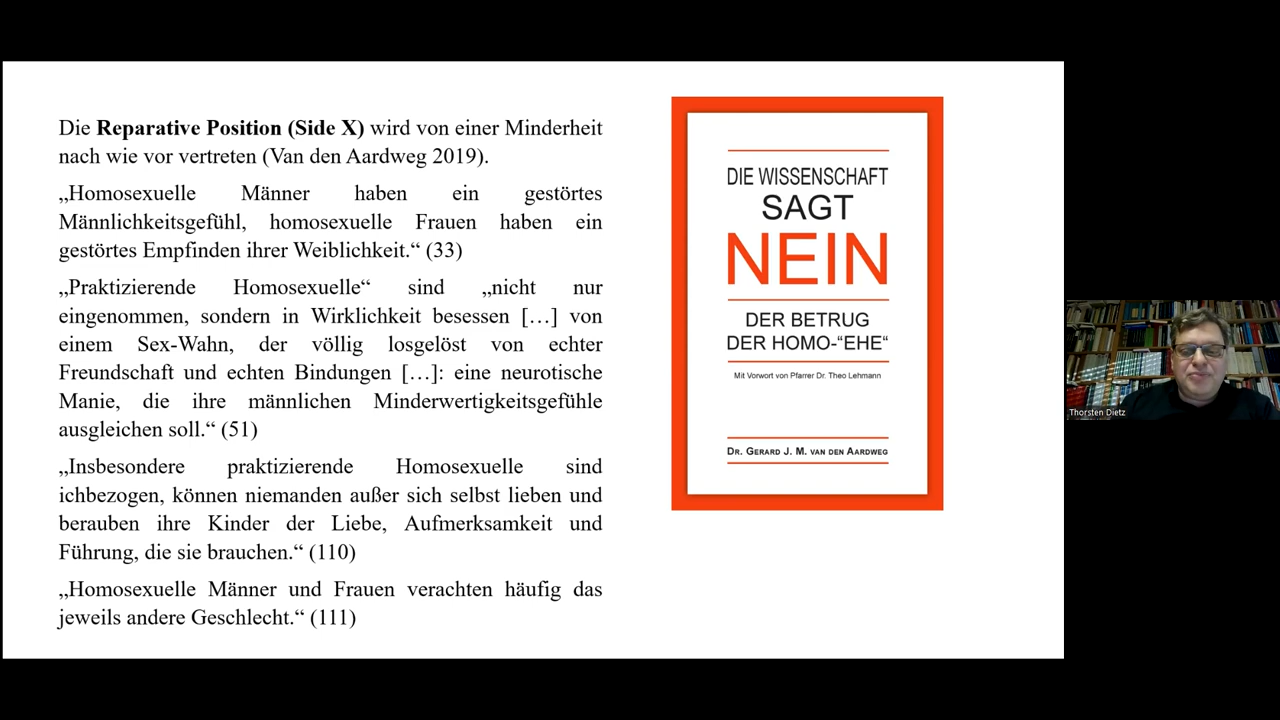 Die Reparative Position (Side X) wird von einer Minderheit
nach wie vor vertreten (Van den Aardweg 2019).
„Homosexuelle Männer haben ein gestörtes
Männlichkeitsgefühl, homosexuelle Frauen haben ein
gestörtes Empfinden ihrer Weiblichkeit.“ (33)
„Praktizierende Homosexuelle“ sind „nicht nur
eingenommen, sondern in Wirklichkeit besessen […] von
einem Sex-Wahn, der völlig losgelöst von echter
Freundschaft und echten Bindungen […]: eine neurotische
Manie, die ihre männlichen Minderwertigkeitsgefühle
ausgleichen soll.“ (51)
„Insbesondere praktizierende Homosexuelle sind
ichbezogen, können niemanden außer sich selbst lieben und
berauben ihre Kinder der Liebe, Aufmerksamkeit und
Führung, die sie brauchen.“ (110)
„Homosexuelle Männer und Frauen verachten häufig das
jeweils andere Geschlecht.“ (111)
DIE WISSENSCHAFT
SAGT
NEIN
DER BETRUG
DER HOMO-“EHE“
Mit Vorwort von Pfarrer Dr. Theo Lehmann
DR. GERARD J. M. VAN DEN AARDWEG
Thorsten Dietz